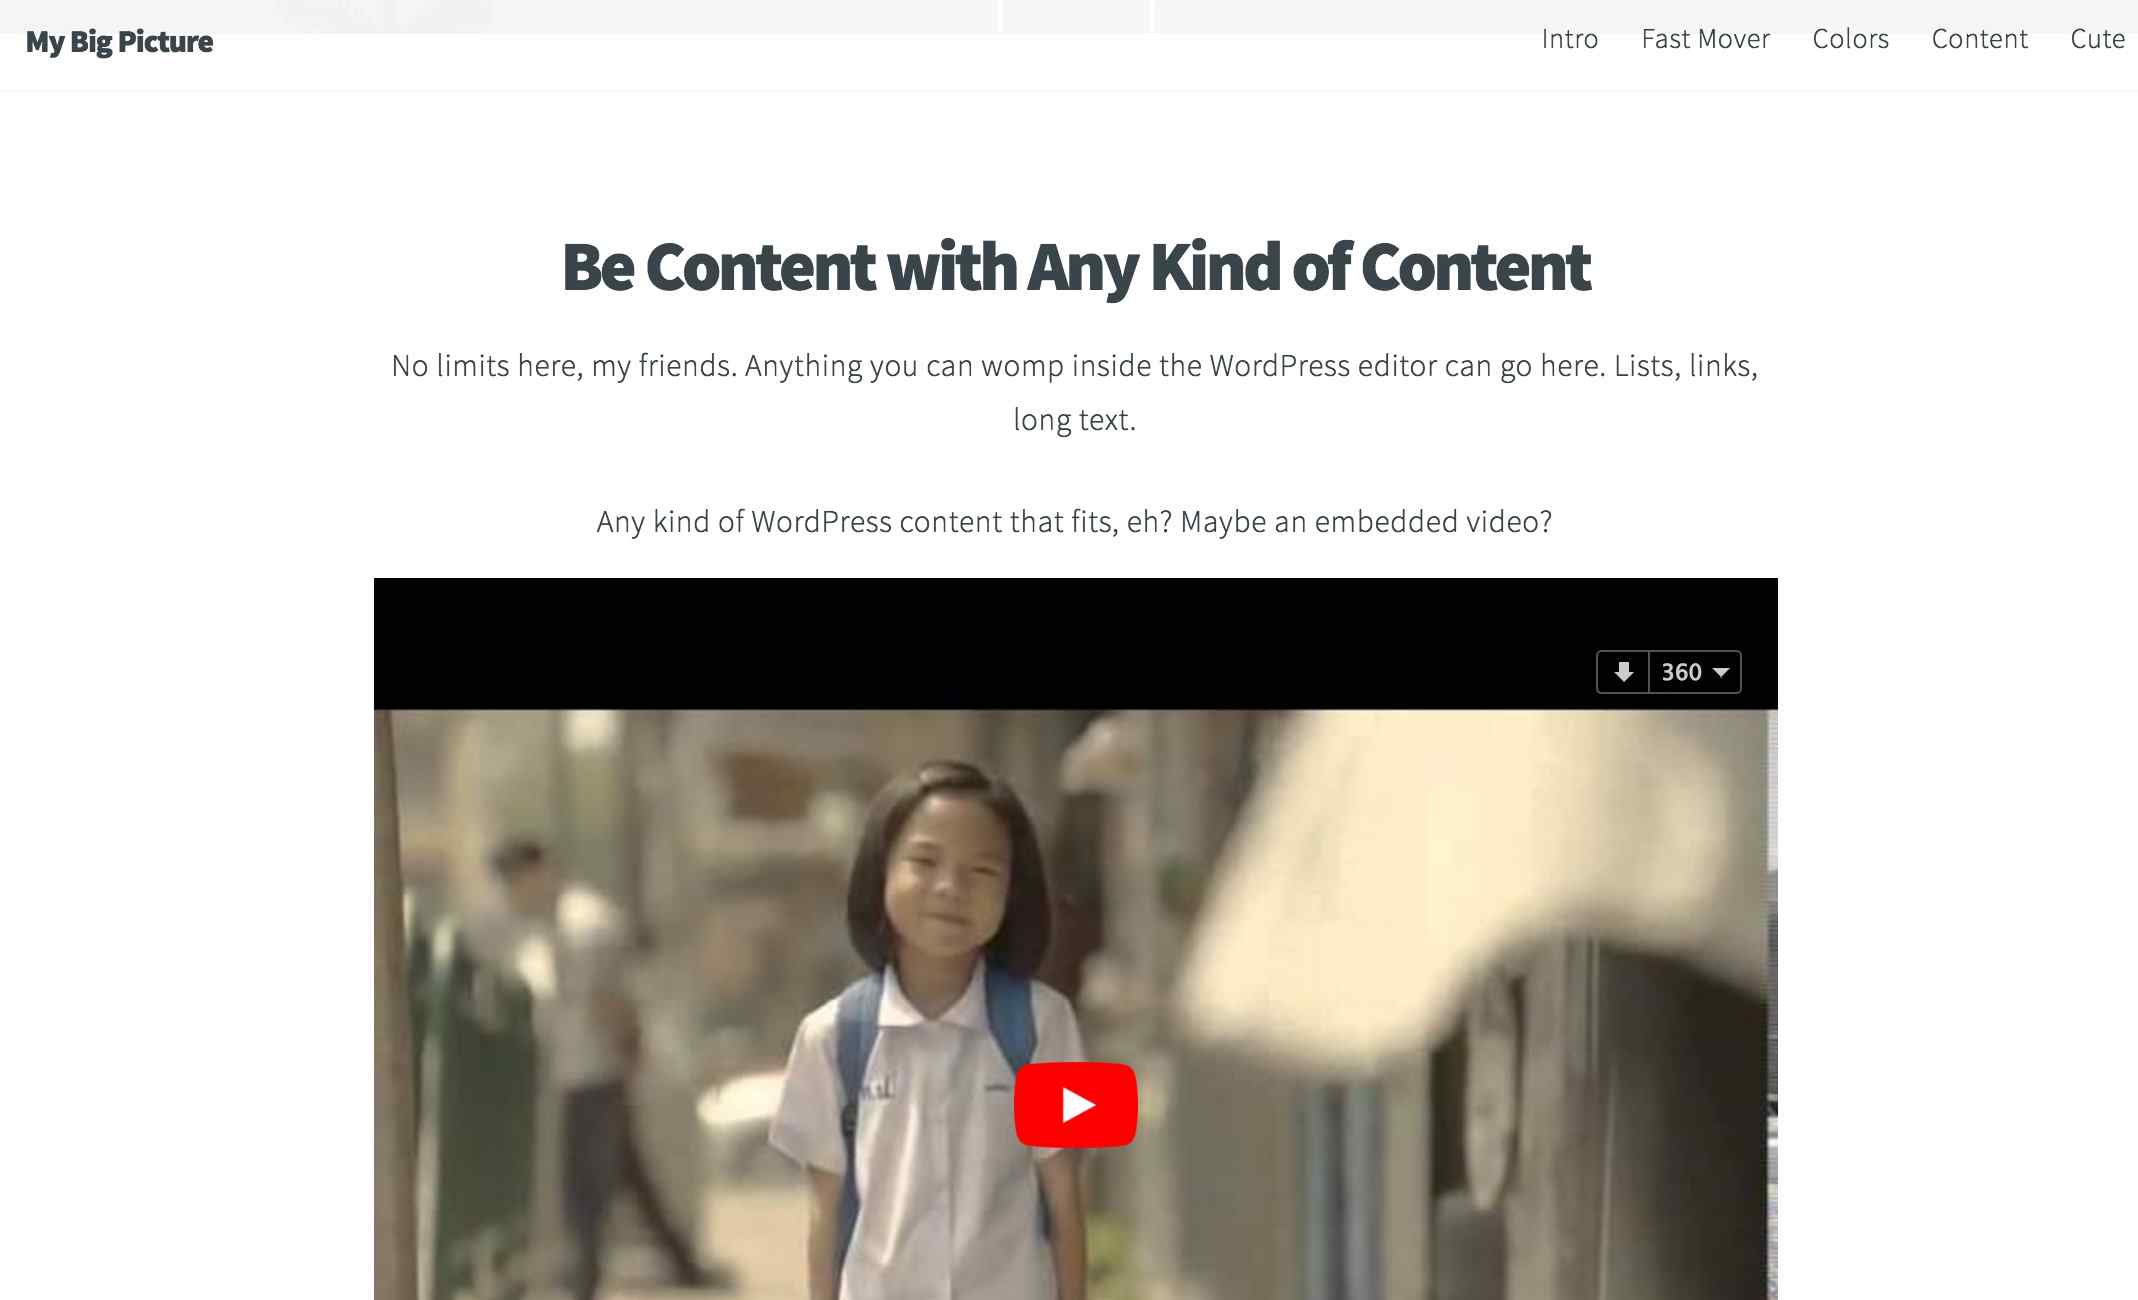 My Big Picture
Intro Fast Mover Colors Content Cute
Be Content with Any Kind of Content
No limits here, my friends. Anything you can womp inside the WordPress editor can go here. Lists, links,
long text.
Any kind of WordPress content that fits, eh? Maybe an embedded video?
360